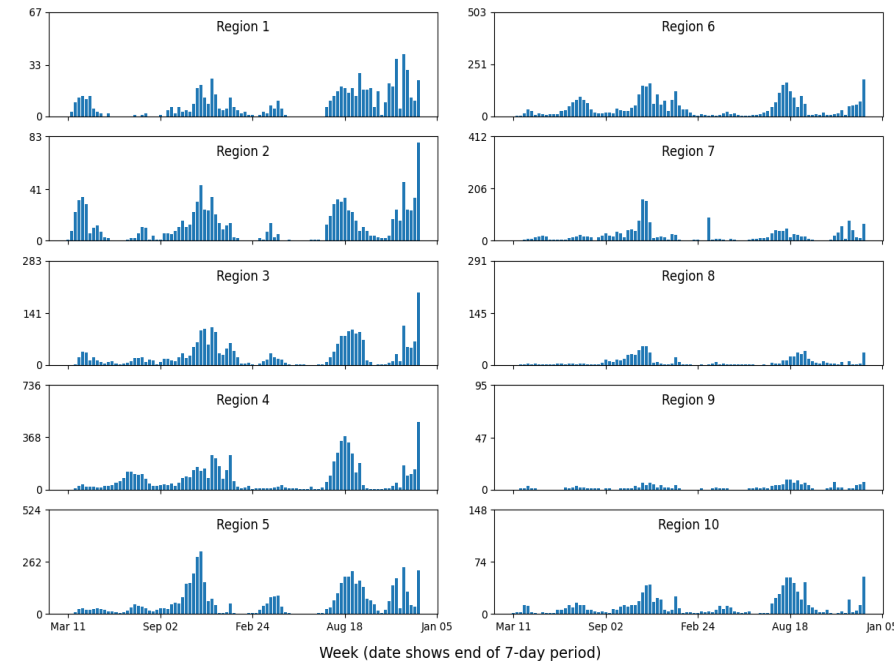 67
33
0
Region 1
503
251
0
Region 6
83
41
0
Region 2
412
206
0
Region 7
283
141
0
Region 3
291
145
0
Region 8
736
368
0
Region 4
95
47
0
Region 9
524
262
0
Region 5
148
74
0
Region 10
Mar 11 Sep 02 Feb 24 Aug 18 Jan 05
Mar 11 Sep 02 Feb 24 Aug 18 Jan 05
Week (date shows end of 7-day period)